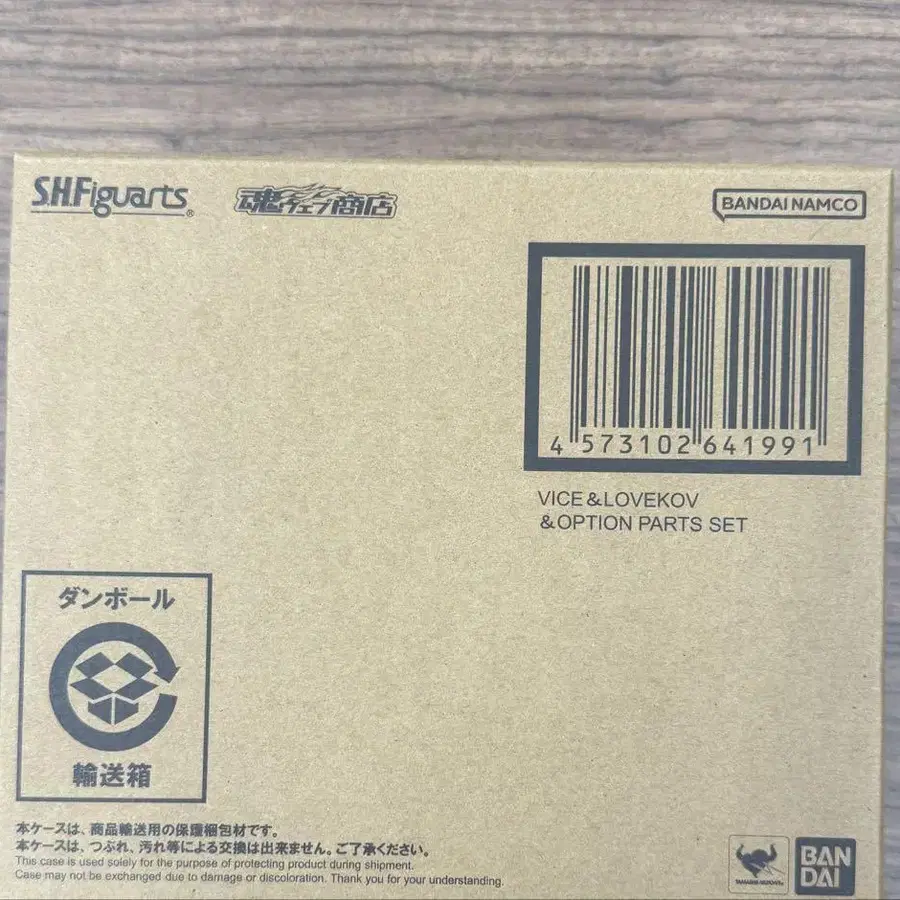 S.H.Figuarts®
魂ウェブ商店
BANDAI NAMCO
4 573102 641991
VICE&LOVEKOV
&OPTION PARTS SET
ダンボール
輸送箱
本ケースは、商品輸送用の保護梱包材です。
本ケースは、つぶれ、汚れ等による交換は出来ません。ご了承ください。
This case is used solely for the purpose of protecting product during shipment.
Case may not be exchanged due to damage or discoloration. Thank you for your understanding.
TAMASHII NATIONS
BAN
DAI